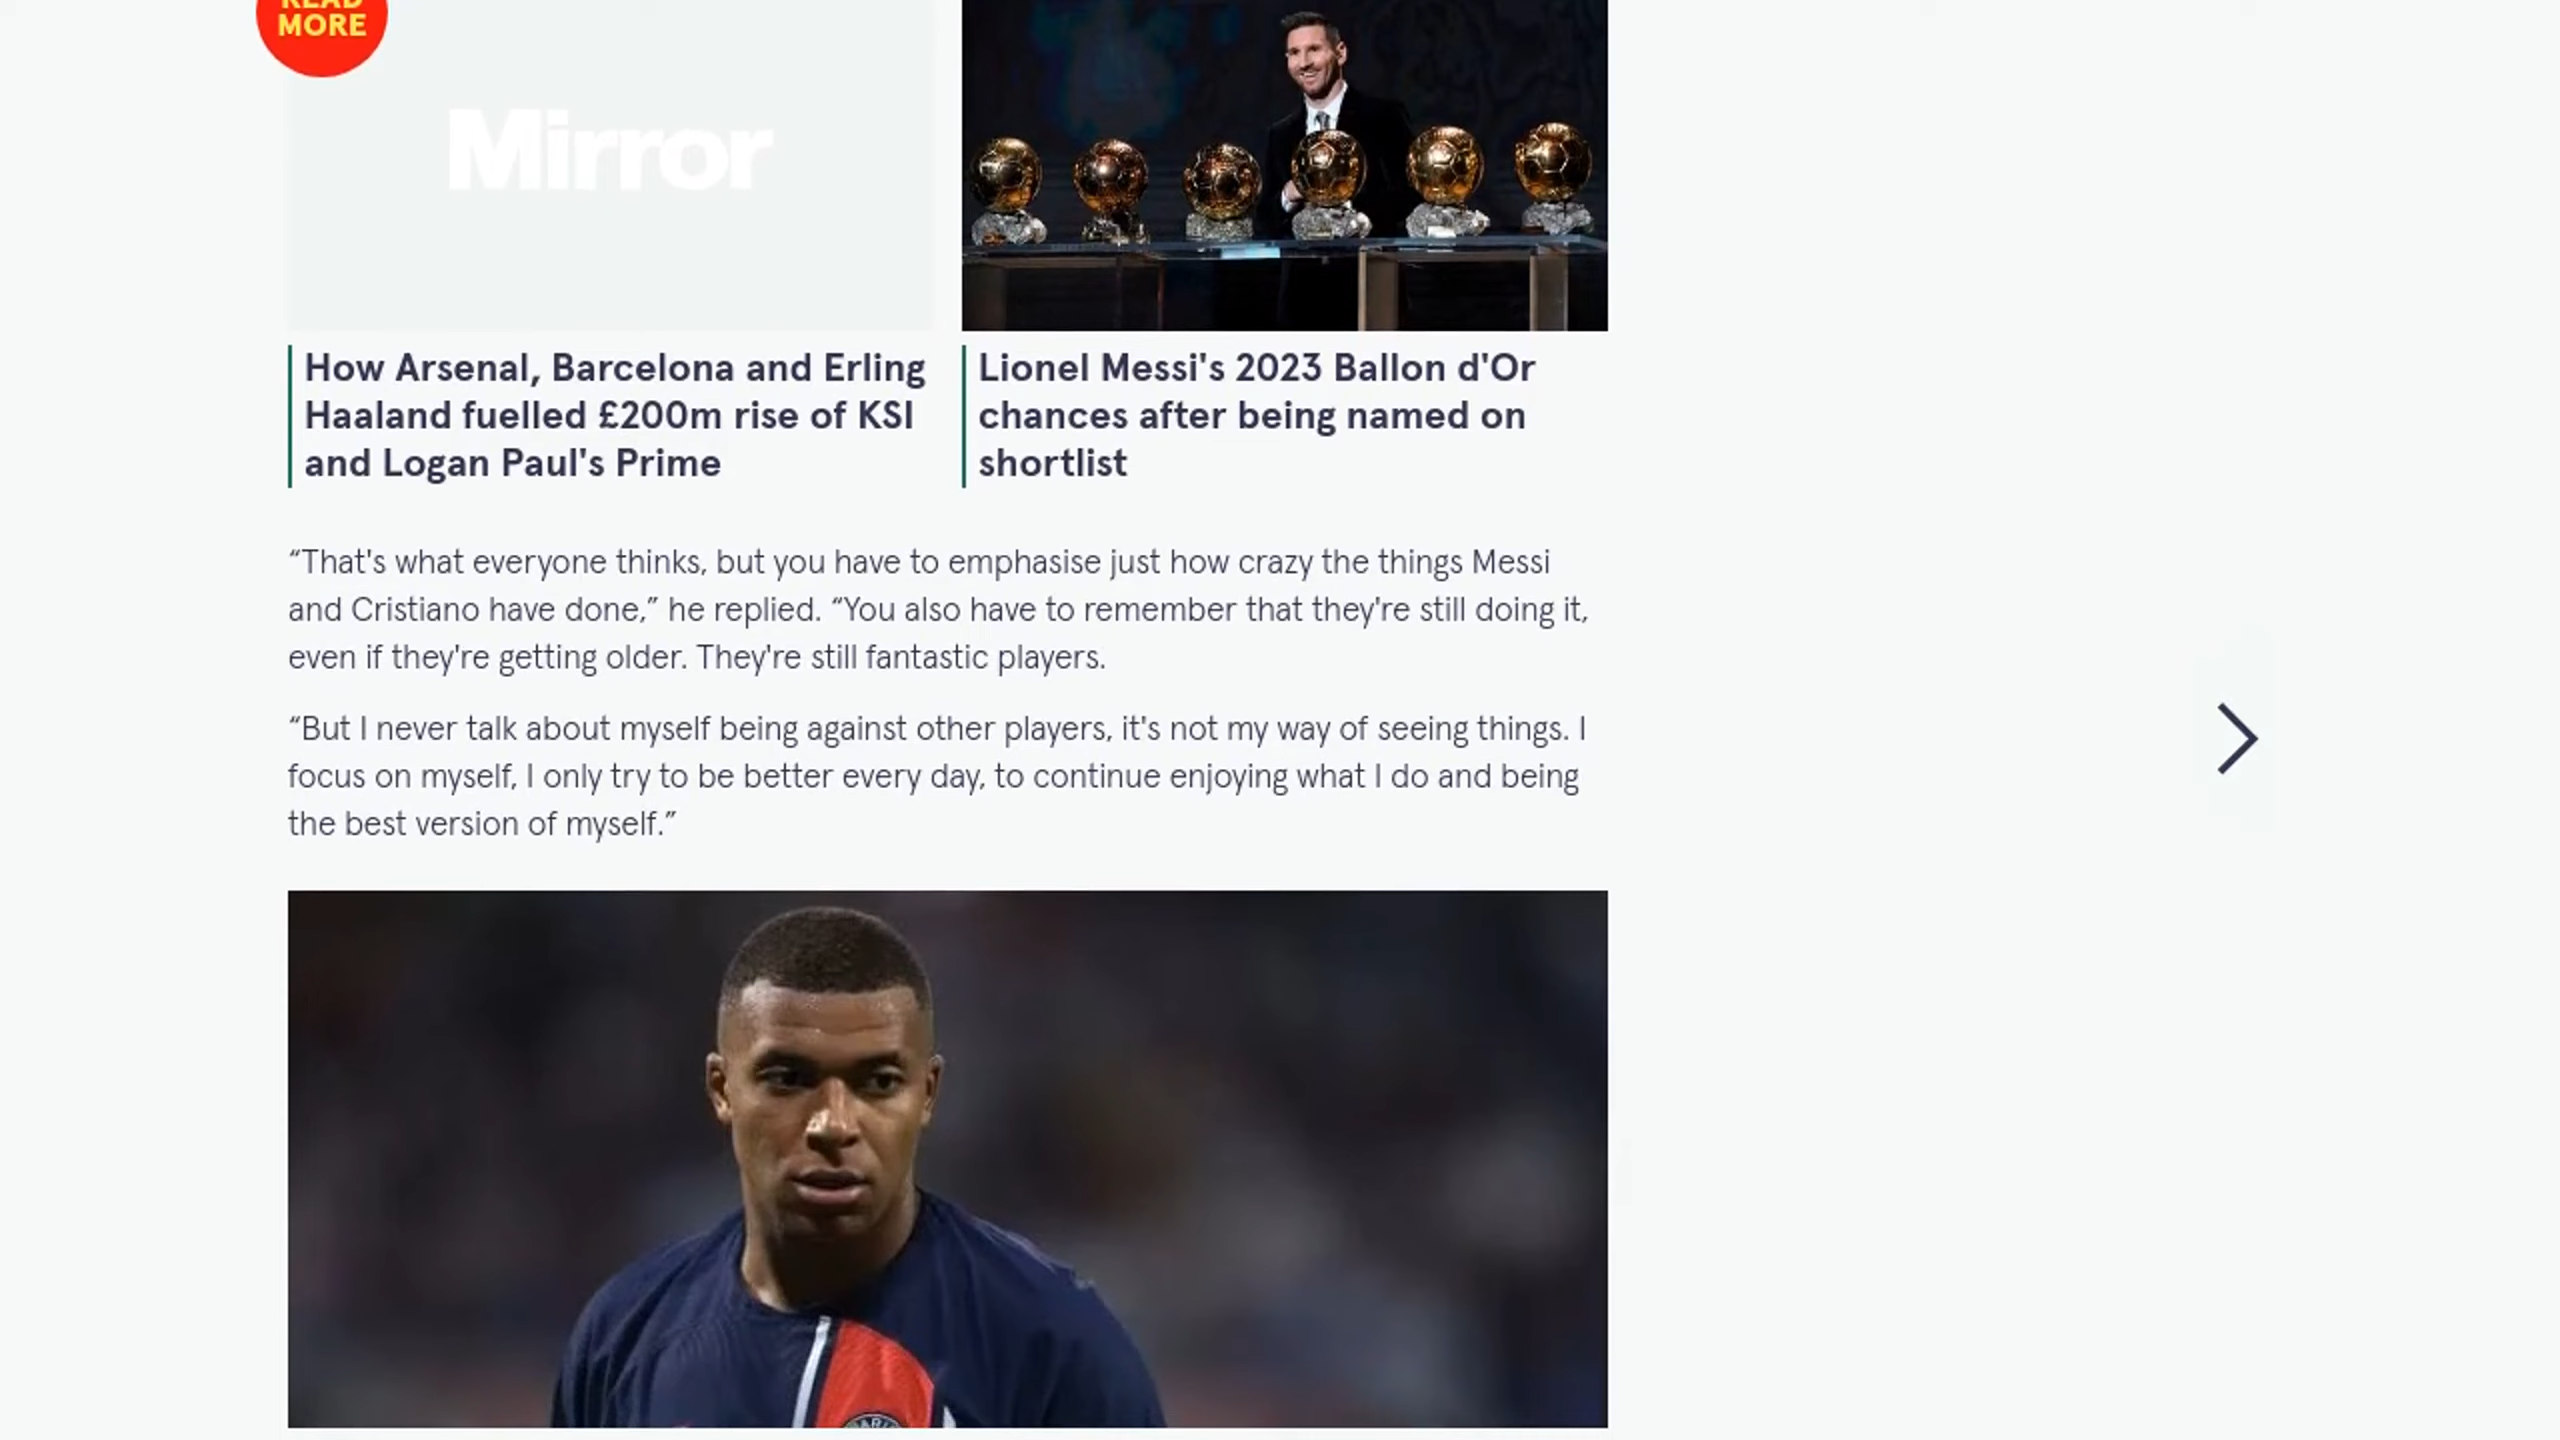 READ
MORE
Mirror
How Arsenal, Barcelona and Erling
Haaland fuelled £200m rise of KSI
and Logan Paul's Prime
Lionel Messi's 2023 Ballon d'Or
chances after being named on
shortlist
“That's what everyone thinks, but you have to emphasise just how crazy the things Messi
and Cristiano have done,” he replied. “You also have to remember that they're still doing it,
even if they're getting older. They're still fantastic players.
“But I never talk about myself being against other players, it's not my way of seeing things. I
focus on myself, I only try to be better every day, to continue enjoying what I do and being
the best version of myself.”